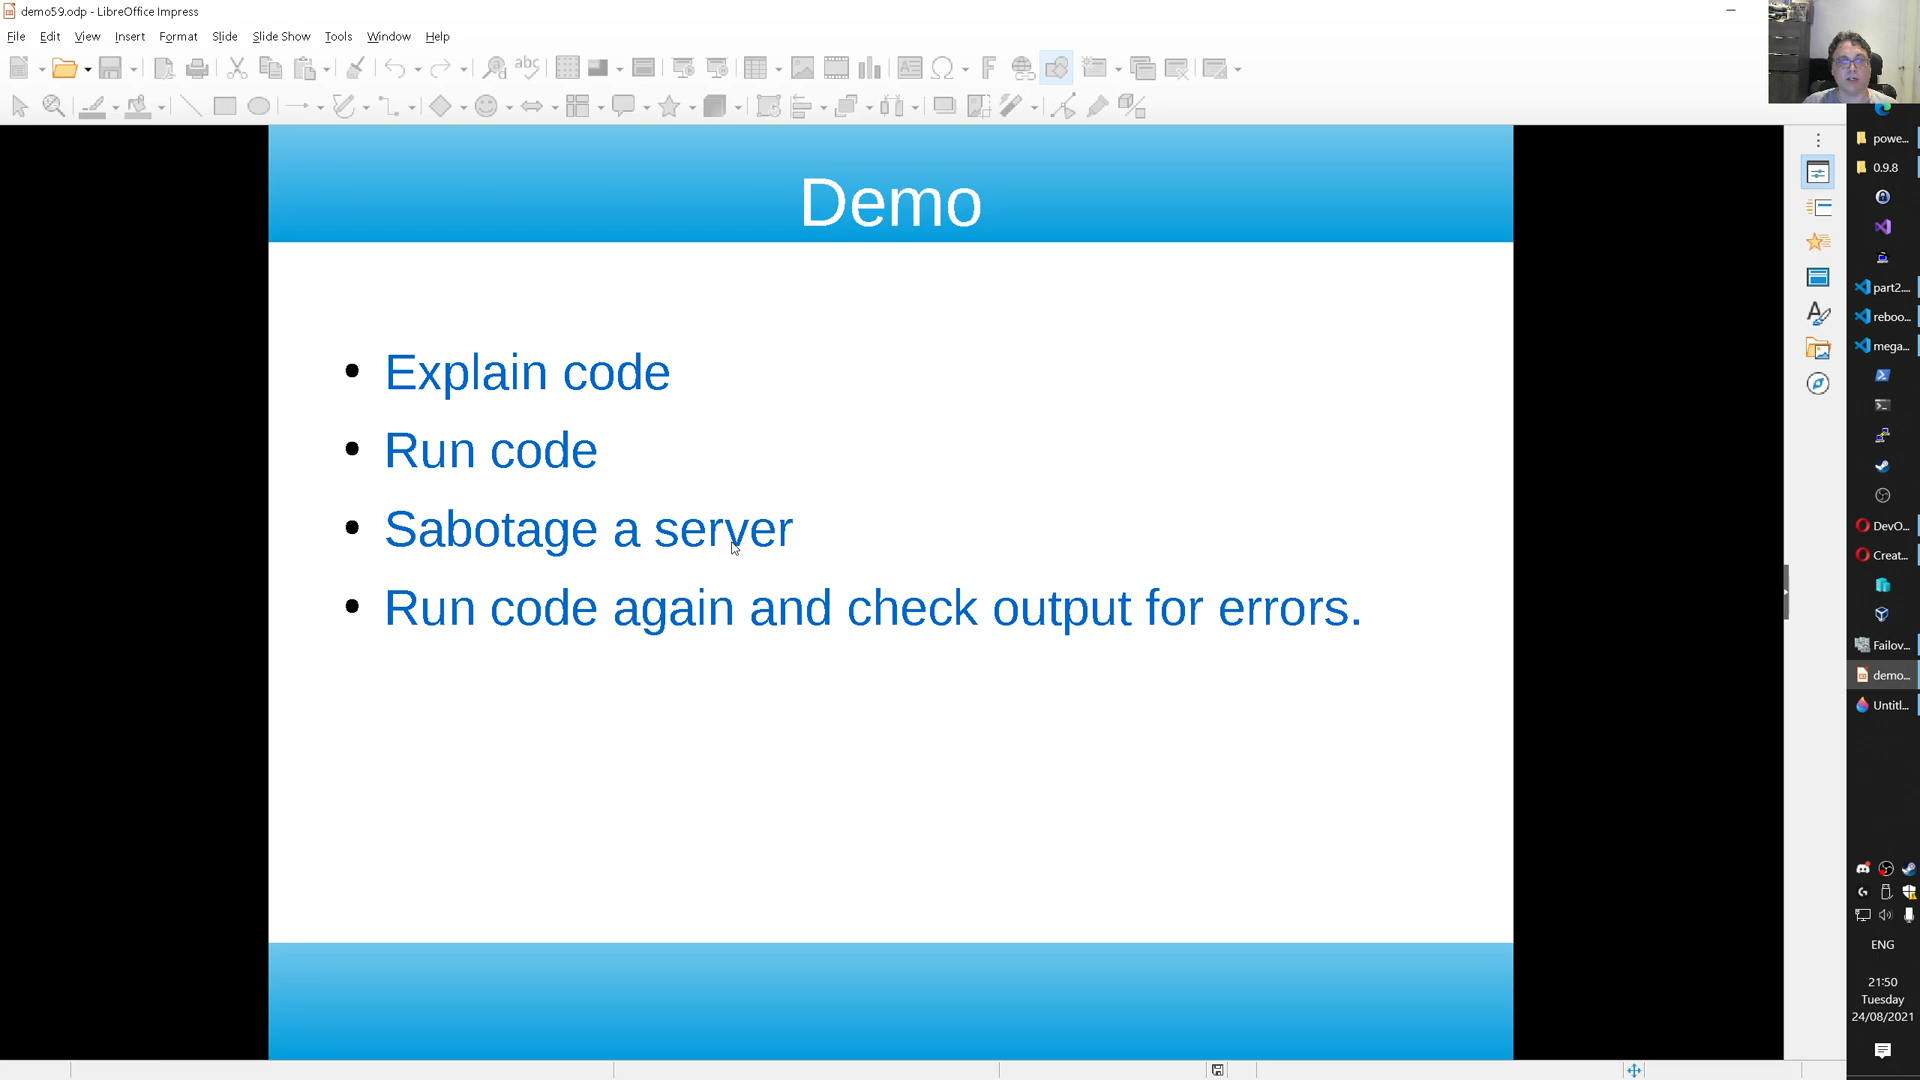 demo59.odp - LibreOffice Impress
File Edit View Insert Format Slide Slide Show Tools Window Help
Demo
• Explain code
• Run code
• Sabotage a server
• Run code again and check output for errors.
powe...
0.9.8
part2....
reboo...
mega...
DevO...
Creat...
Failov...
demo...
Untitl...
ENG
21:50
Tuesday
24/08/2021